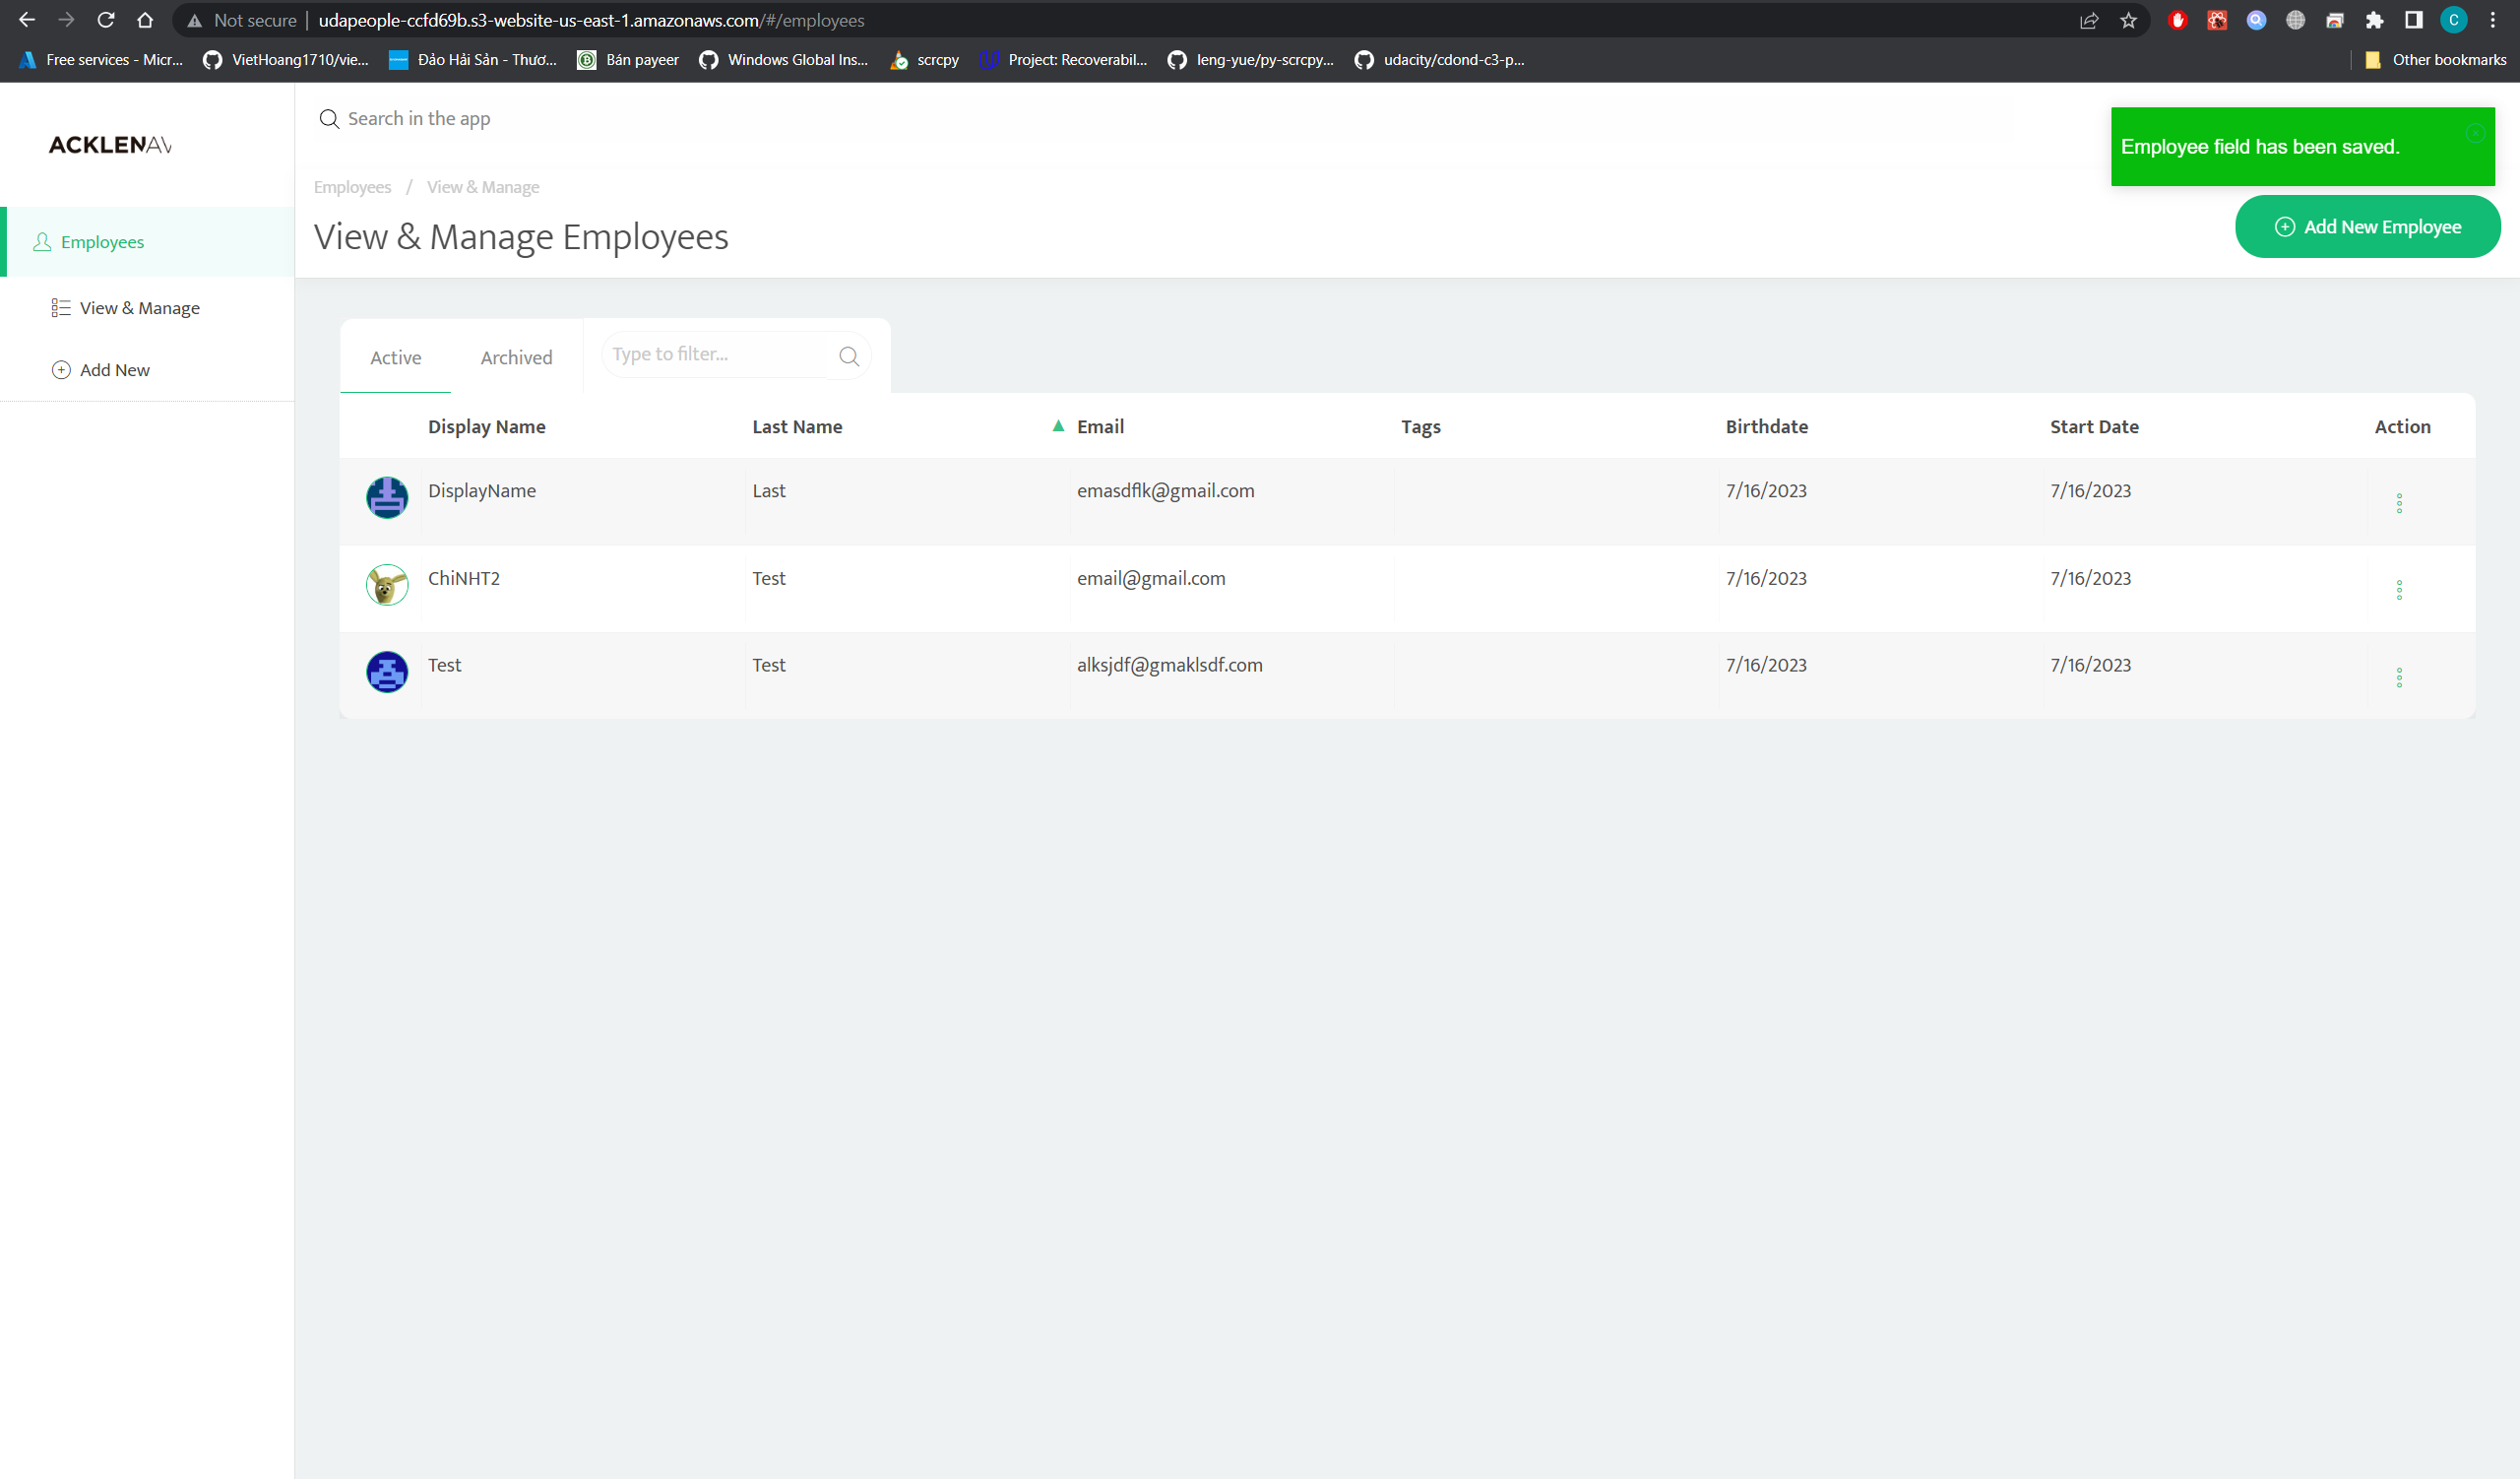 Not secure udapeople-ccfd69b.s3-website-us-east-1.amazonaws.com/#/employees
C
Free services - Micr... VietHoang1710/vie... Đảo Hải Sản - Thươ... Bán payeer Windows Global Ins... scrcpy Project: Recoverabil... leng-yue/py-scrcpy... udacity/cdond-c3-p... Other bookmarks
ACKLENAV
Search in the app
Employee field has been saved.
Employees / View & Manage
View & Manage Employees
Add New Employee
Employees
View & Manage
Add New
Active Archived Type to filter...
Display Name Last Name ▲ Email Tags Birthdate Start Date Action
DisplayName Last emasdflk@gmail.com 7/16/2023 7/16/2023
ChiNHT2 Test email@gmail.com 7/16/2023 7/16/2023
Test Test alksjdf@gmaklsdf.com 7/16/2023 7/16/2023